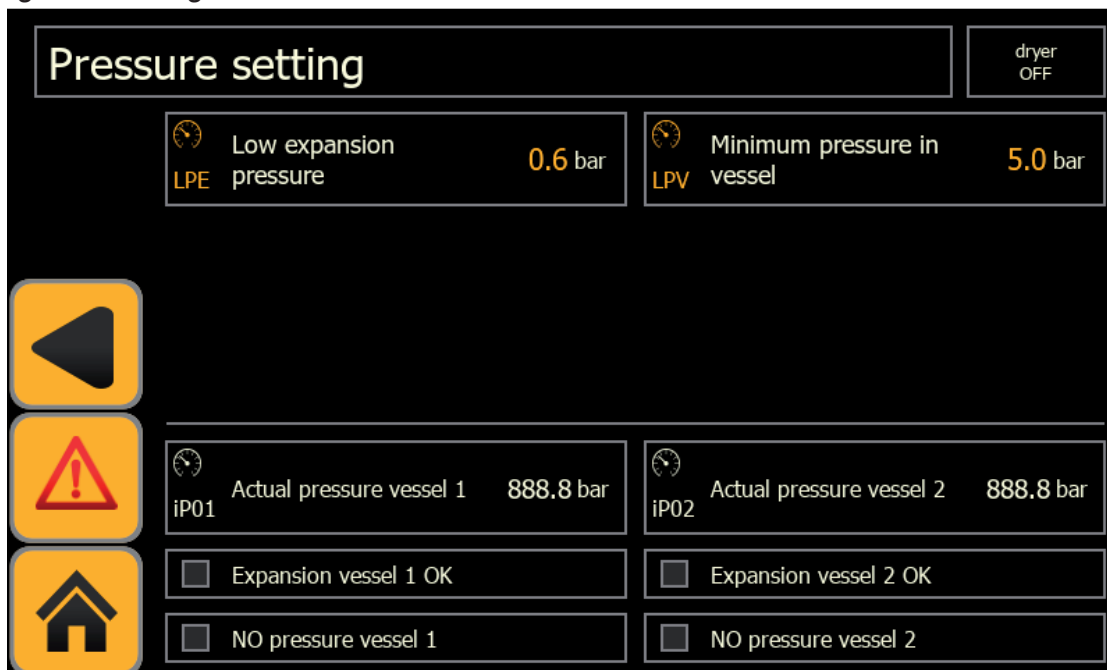 Pressure setting
dryer
OFF
LPE
Low expansion
pressure
0.6 bar
LPV
Minimum pressure in
vessel
5.0 bar
iP01
Actual pressure vessel 1
888.8 bar
iP02
Actual pressure vessel 2
888.8 bar
Expansion vessel 1 OK
Expansion vessel 2 OK
NO pressure vessel 1
NO pressure vessel 2